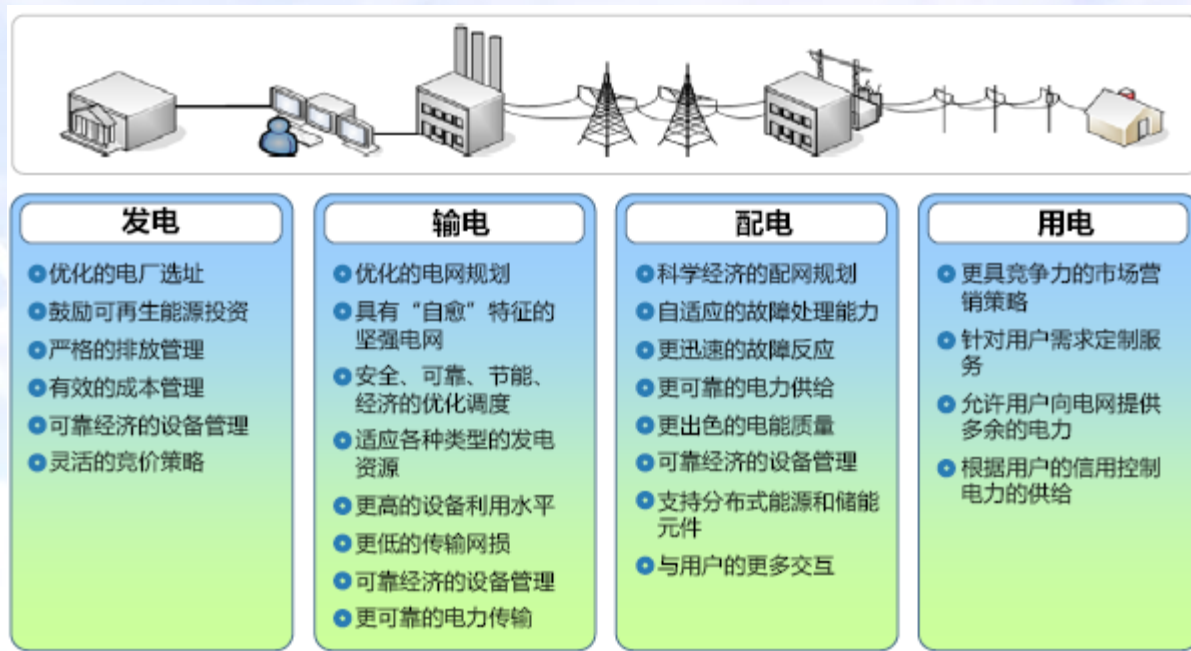 发电
优化的电厂选址
鼓励可再生能源投资
严格的排放管理
有效的成本管理
可靠经济的设备管理
灵活的竞价策略
输电
优化的电网规划
具有“自愈”特征的
坚强电网
安全、可靠、节能、
经济的优化调度
适应各种类型的发电
资源
更高的设备利用水平
更低的传输网损
可靠经济的设备管理
更可靠的电力传输
配电
科学经济的配网规划
自适应的故障处理能力
更迅速的故障反应
更可靠的电力供给
更出色的电能质量
可靠经济的设备管理
支持分布式能源和储能
元件
与用户的更多交互
用电
更具竞争力的市场营
销策略
针对用户需求定制服
务
允许用户向电网提供
多余的电力
根据用户的信用控制
电力的供给